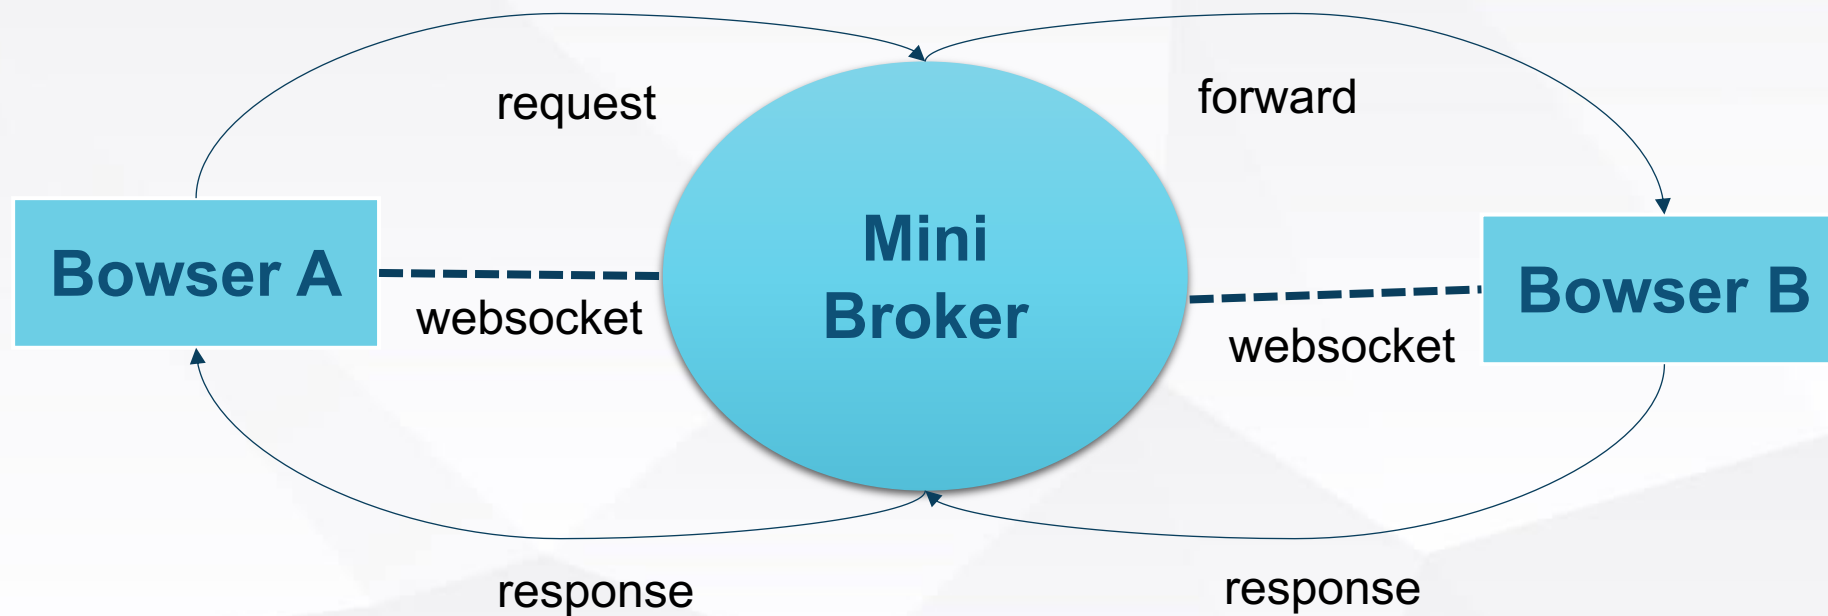 request
forward
Bowser A
Mini
Broker
Bowser B
websocket
websocket
response
response